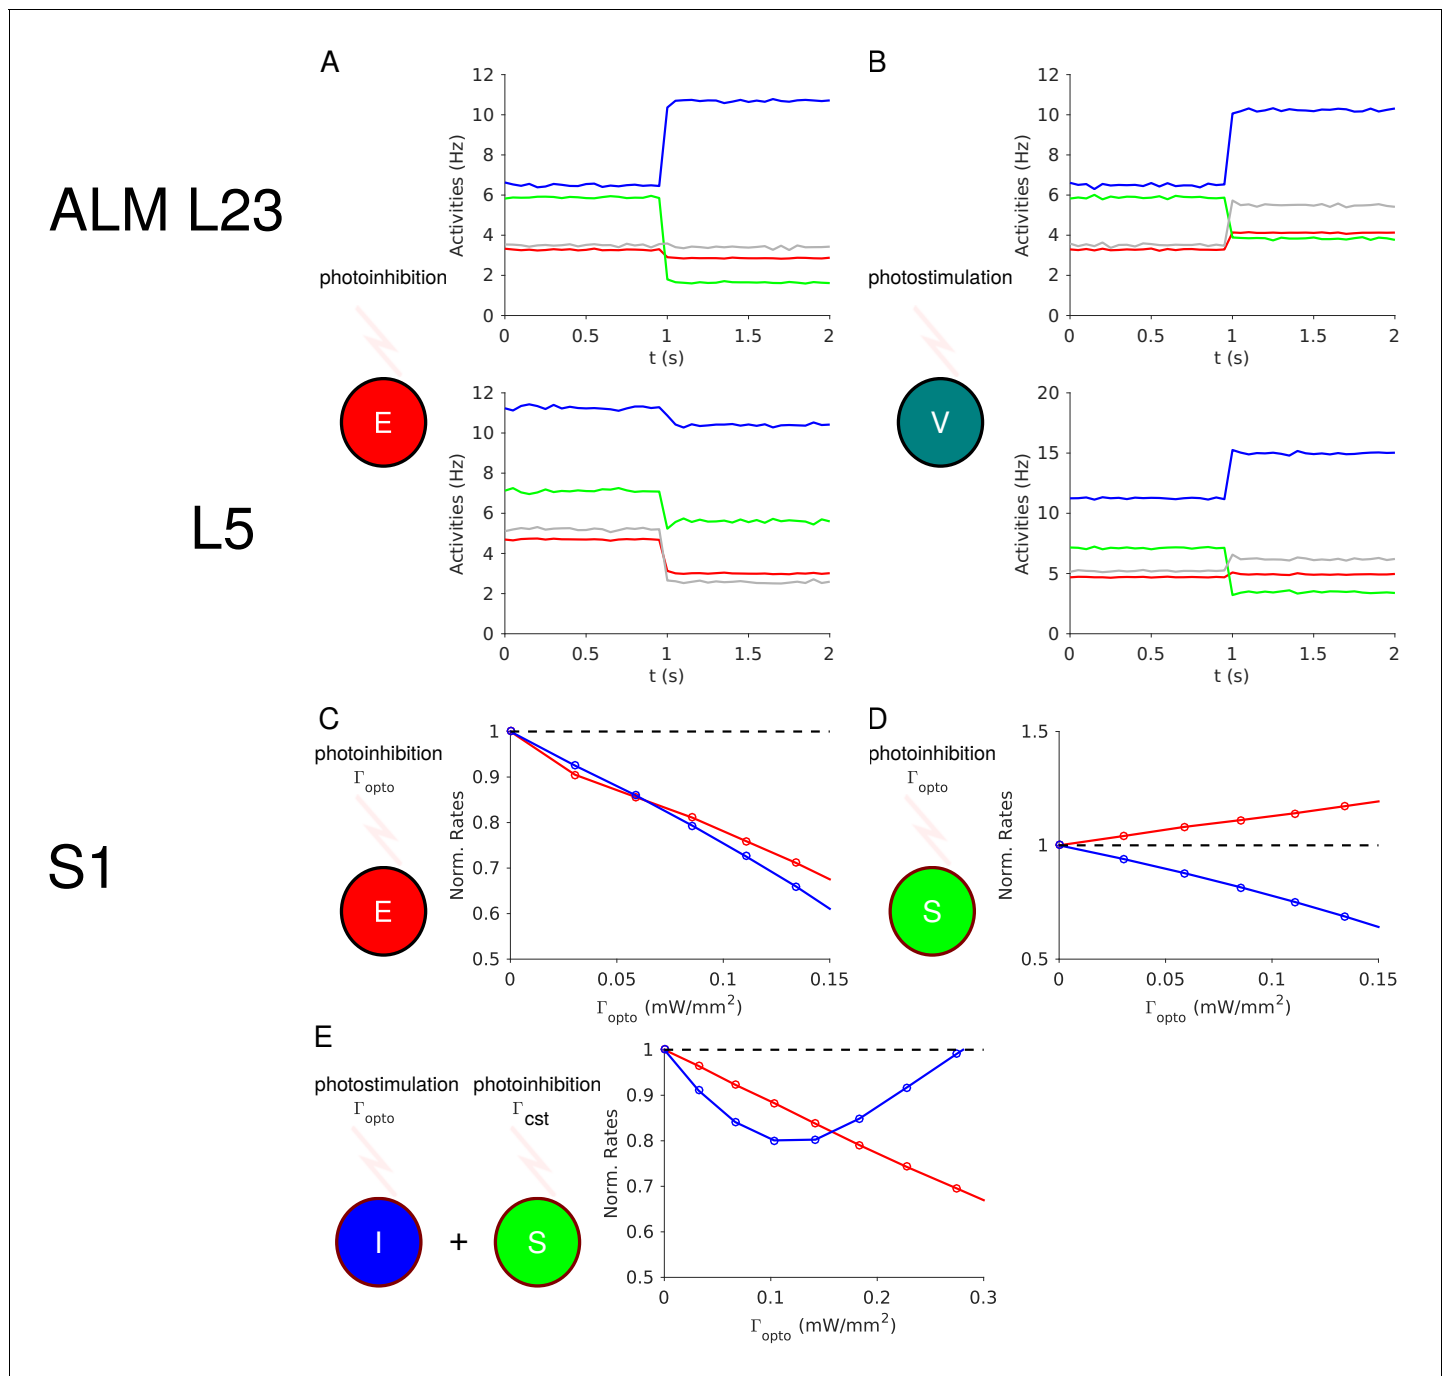 A
B
ALM L23
photoinhibition
photostimulation
Activities (Hz)
12
10
8
6
4
2
0
0 0.5 1 1.5 2
t (s)
Activities (Hz)
12
10
8
6
4
2
0
0 0.5 1 1.5 2
t (s)
L5
E
V
Activities (Hz)
12
10
8
6
4
2
0
0 0.5 1 1.5 2
t (s)
Activities (Hz)
20
15
10
5
0
0 0.5 1 1.5 2
t (s)
S1
C
photoinhibition
Γopto
E
Norm. Rates
1
0.9
0.8
0.7
0.6
0.5
0 0.05 0.1 0.15
Γopto (mW/mm2)
D
photoinhibition
Γopto
S
Norm. Rates
1.5
1
0.5
0 0.05 0.1 0.15
Γopto (mW/mm2)
E
photostimulation photoinhibition
Γopto Γcst
I + S
Norm. Rates
1
0.9
0.8
0.7
0.6
0.5
0 0.1 0.2 0.3
Γopto (mW/mm2)